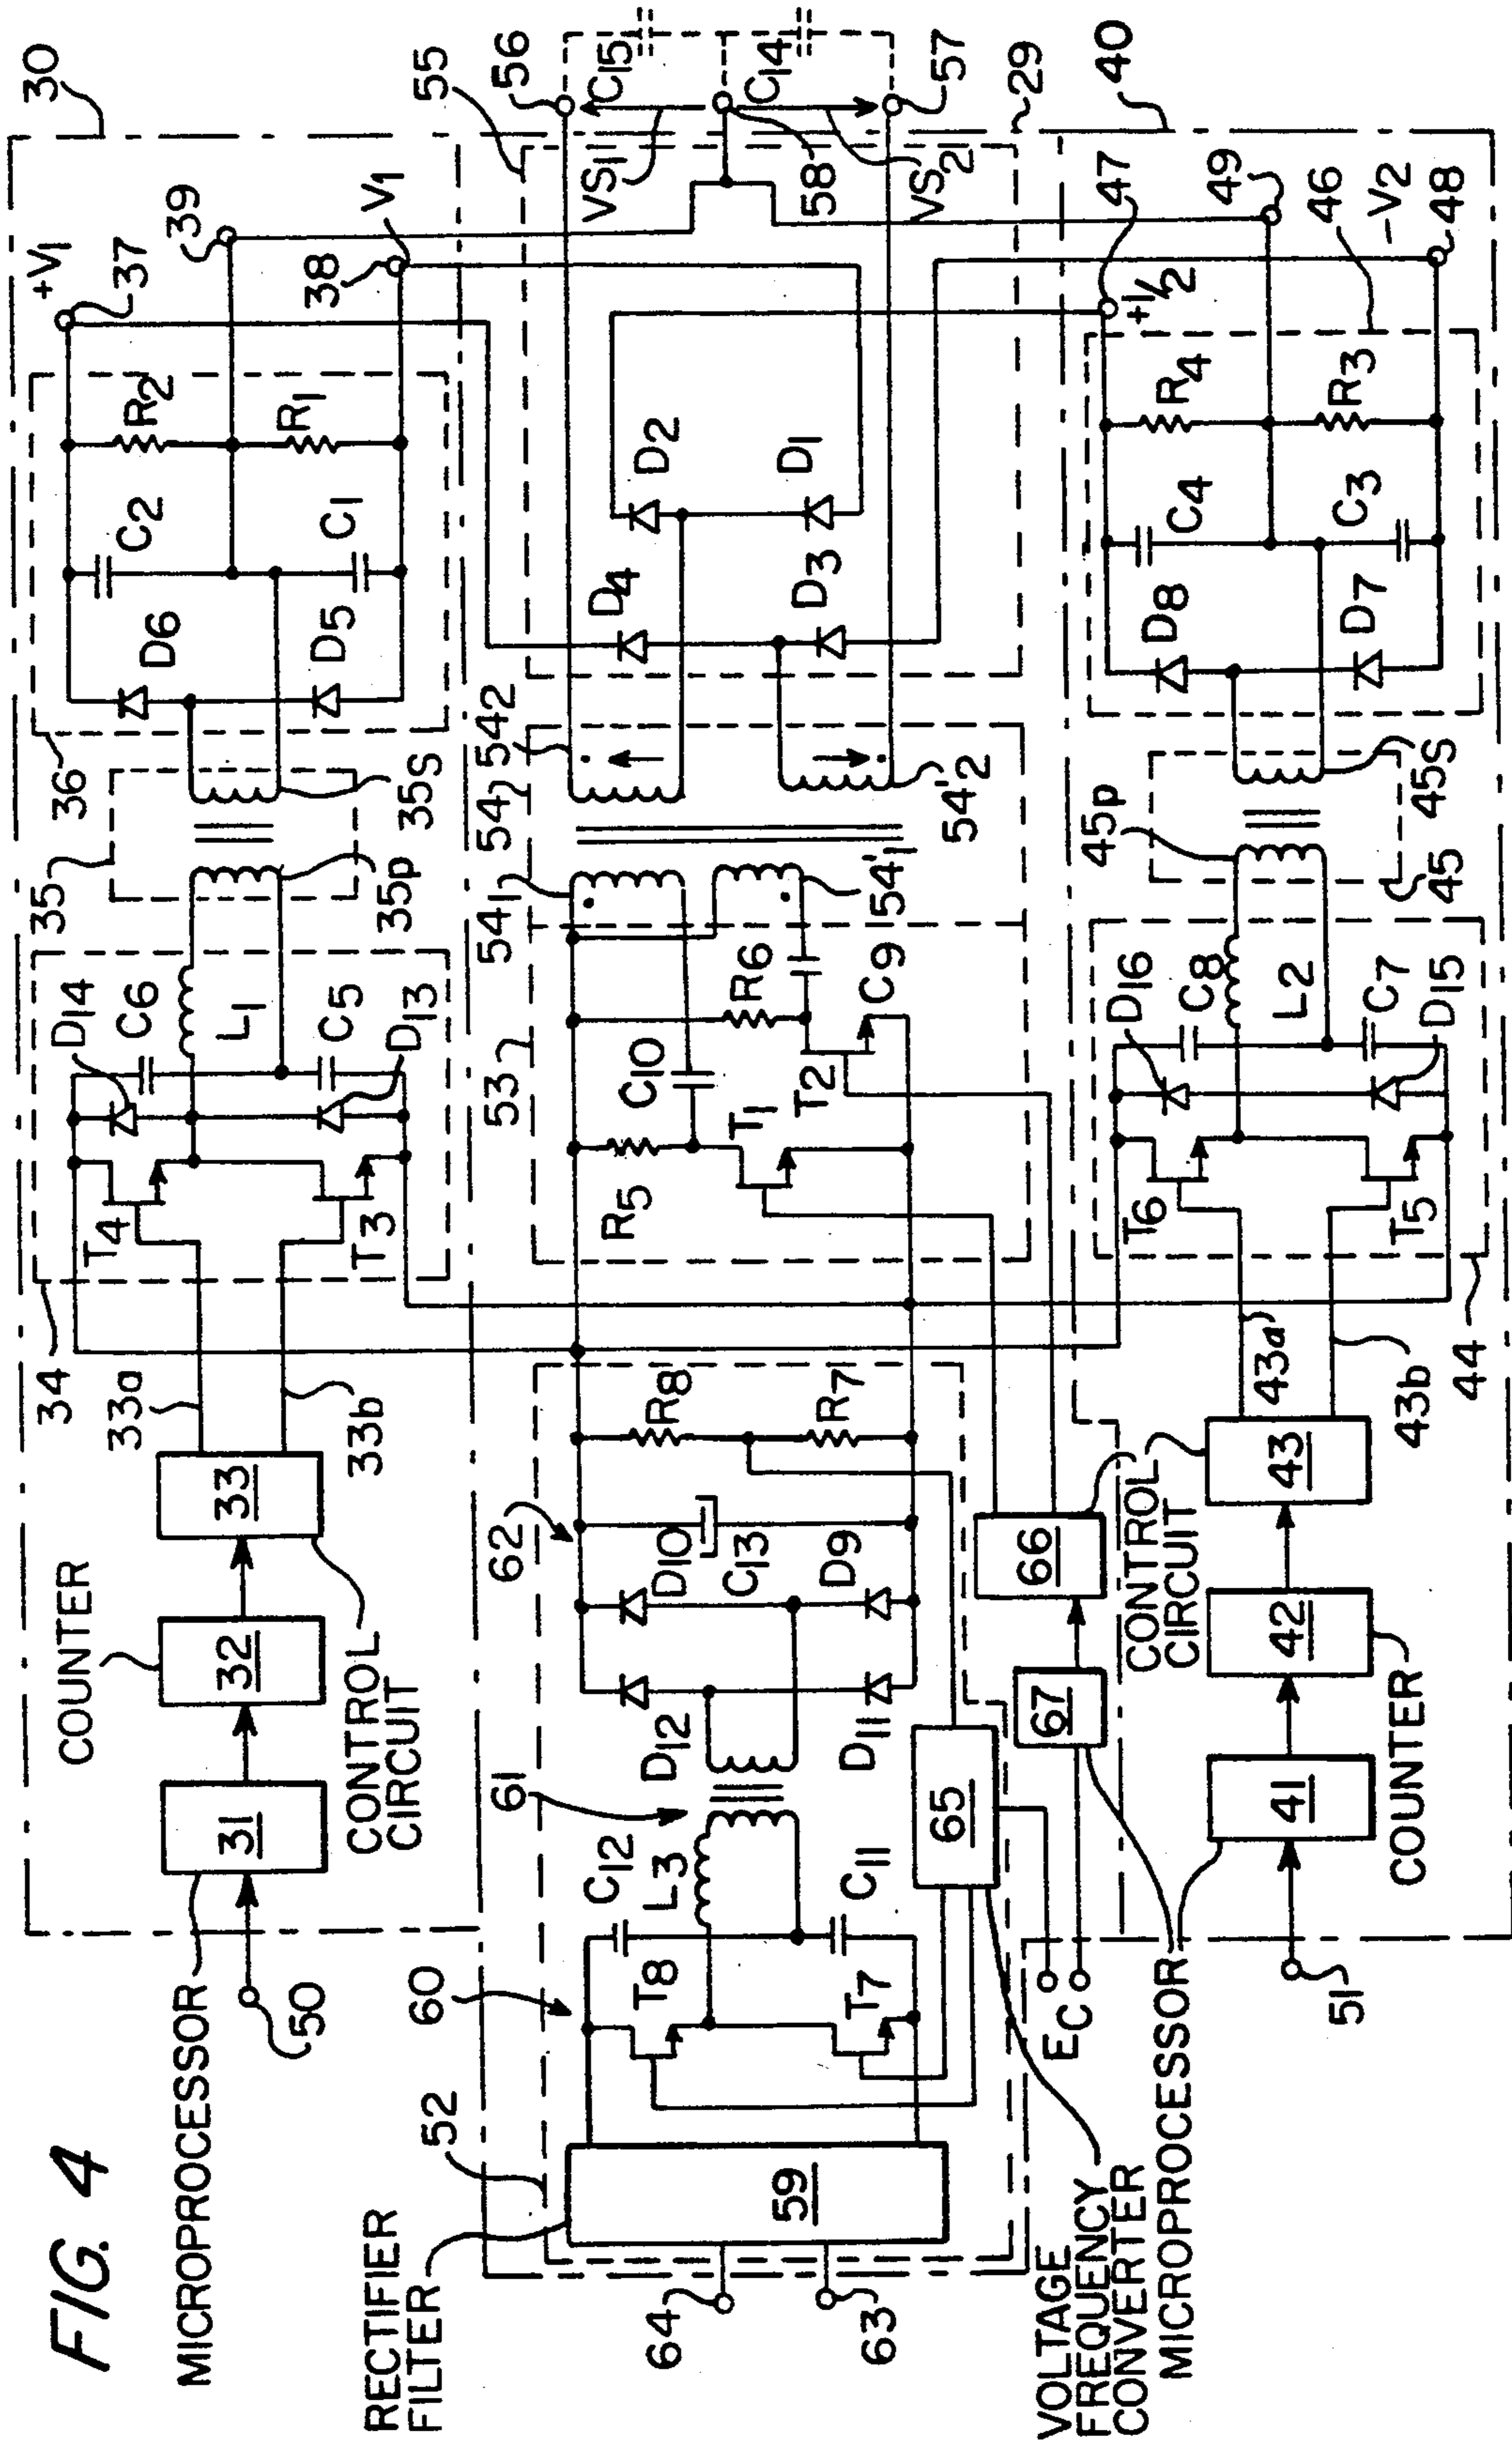 FIG. 4
MICROPROCESSOR
50
31
COUNTER
32
CONTROL
CIRCUIT
33
33a
33b
34
T4
T3
D14
C6
L1
C5
D13
35
35p
35S
36
D6
D5
C2
C1
R2
R1
+V1
37
39
38
V1
30
RECTIFIER
FILTER
52
59
64
63
60
T8
T7
C12
L3
C11
61
D12
D11
62
D10
C13
D9
R8
R7
65
VOLTAGE
FREQUENCY
CONVERTER
E
C
67
66
53
R5
C10
T1
T2
R6
C9
54
541
54'1
542
54'2
D4
D3
D2
D1
55
56
VS1
C15
58
C14
VS2
57
29
MICROPROCESSOR
51
41
COUNTER
42
CONTROL
CIRCUIT
43
43a
43b
44
T6
T5
D16
C8
L2
C7
D15
45p
45
45S
D8
D7
C4
C3
R4
R3
46
47
+V2
49
-V2
48
40